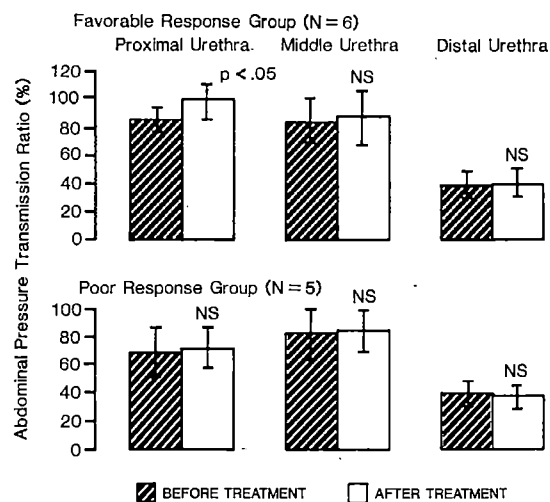 Favorable Response Group (N=6)
Proximal Urethra. Middle Urethra Distal Urethra
Abdominal Pressure Transmission Ratio (%)
120
100
80
60
40
20
0
p <.05
NS
NS
Poor Response Group (N=5)
100
80
60
40
20
0
NS
NS
NS
BEFORE TREATMENT AFTER TREATMENT